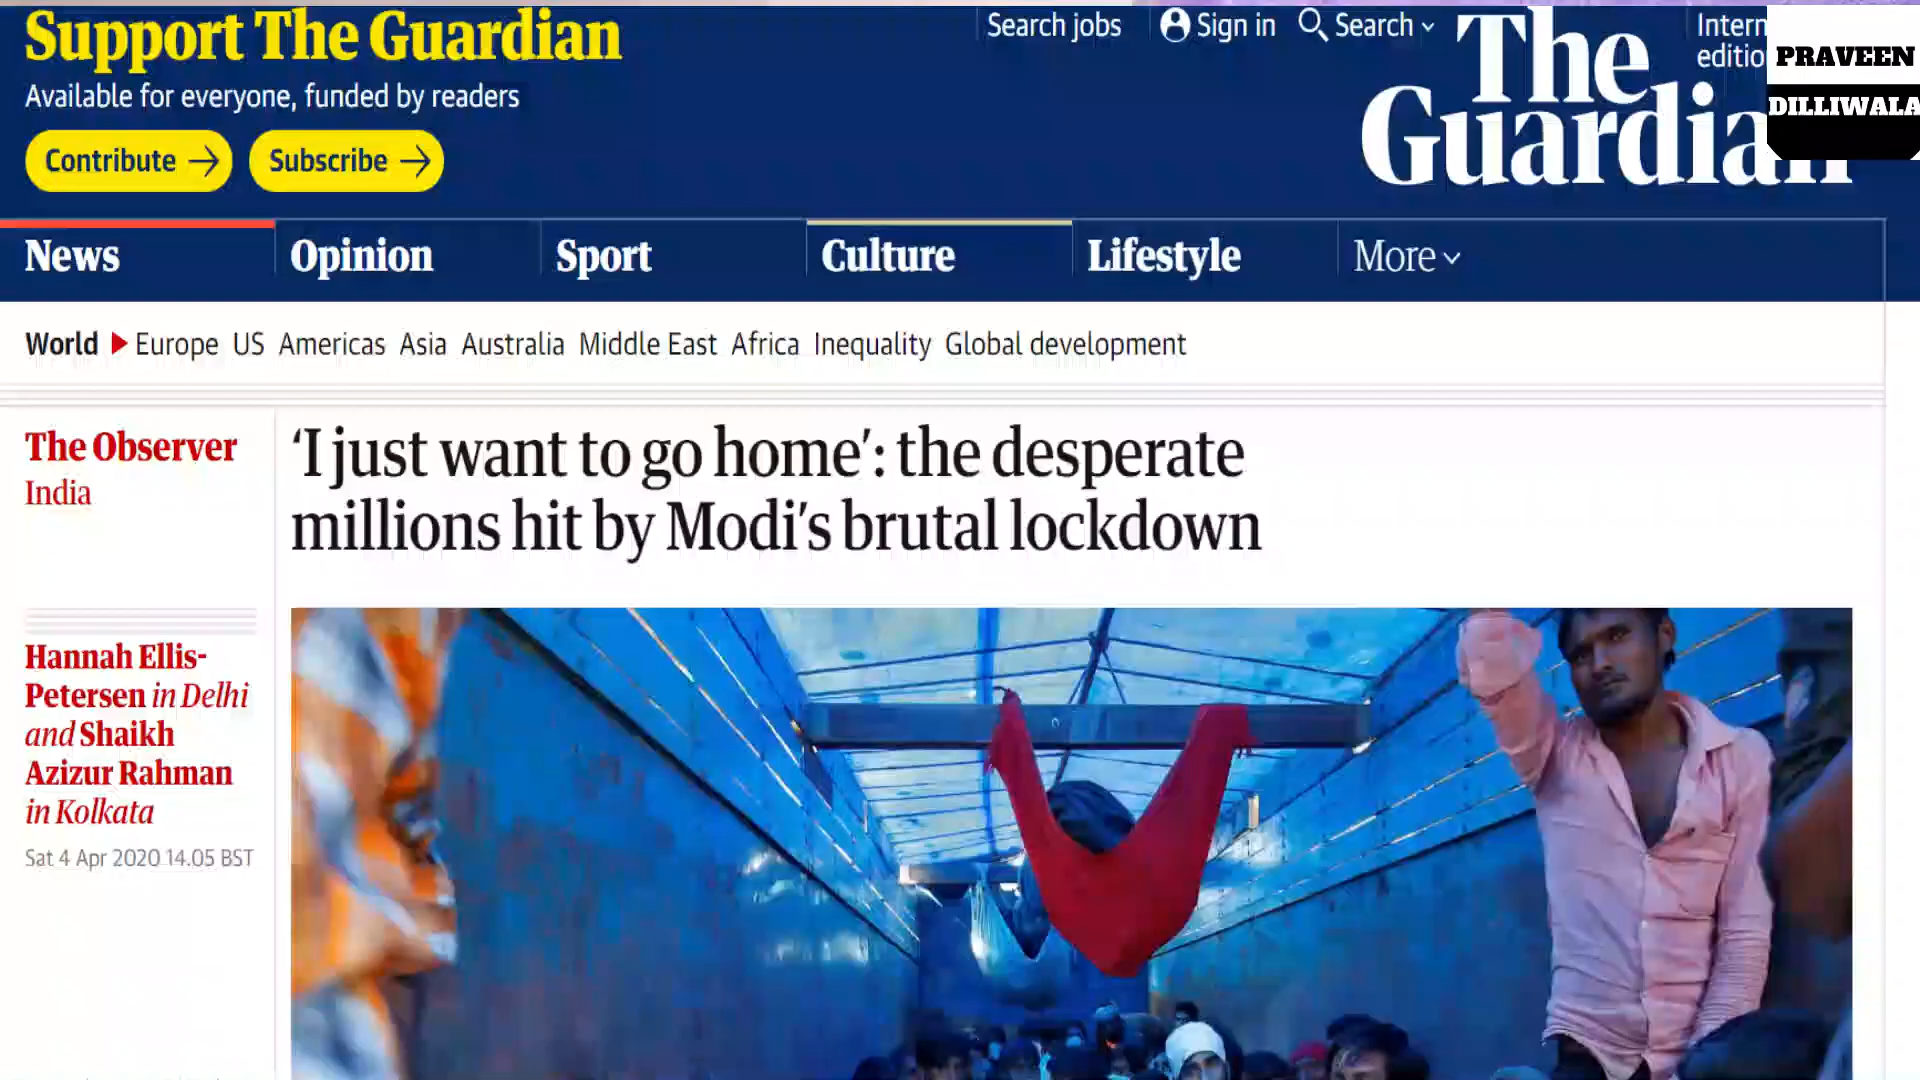 Support The Guardian
Available for everyone, funded by readers
Contribute
Subscribe
Search jobs
Sign in
Search
The
Guardian
PRAVEEN
DILLIWALA
News
Opinion
Sport
Culture
Lifestyle
More
World
Europe US Americas Asia Australia Middle East Africa Inequality Global development
The Observer
India
‘I just want to go home’: the desperate
millions hit by Modi’s brutal lockdown
Hannah Ellis-
Petersen in Delhi
and Shaikh
Azizur Rahman
in Kolkata
Sat 4 Apr 2020 14.05 BST